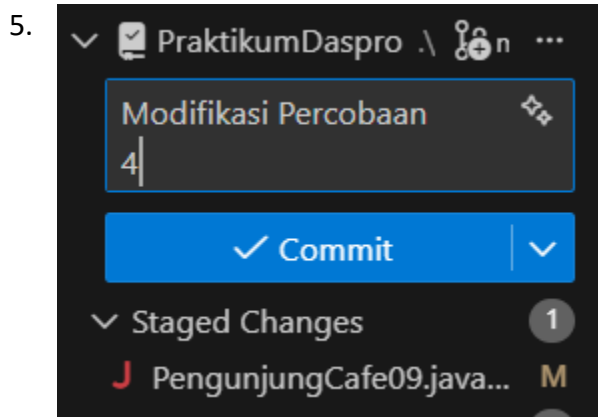 5.
PraktikumDaspro .\ n ...
Modifikasi Percobaan
4
Commit
Staged Changes 1
PengunjungCafe09.java... M